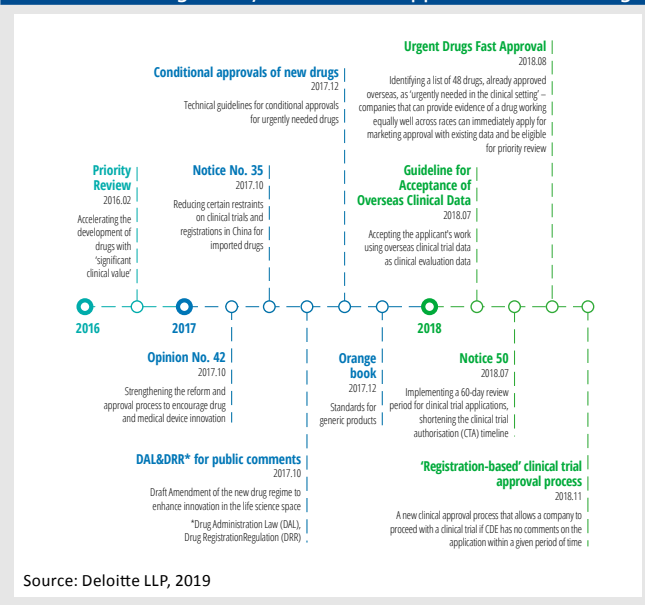 Urgent Drugs Fast Approval
2018.08
Identifying a list of 48 drugs, already approved
overseas, as 'urgently needed in the clinical setting' –
companies that can provide evidence of a drug working
equally well across races can immediately apply for
marketing approval with existing data and be eligible
for priority review
Conditional approvals of new drugs
2017.12
Technical guidelines for conditional approvals
for urgently needed drugs
Priority
Review
2016.02
Accelerating the
development of
drugs with
'significant
clinical value'
Notice No. 35
2017.10
Reducing certain restraints
on clinical trials and
registrations in China for
imported drugs
Guideline for
Acceptance of
Overseas Clinical Data
2018.07
Accepting the applicant's work
using overseas clinical trial data
as clinical evaluation data
2016
2017
2018
Opinion No. 42
2017.10
Strengthening the reform and
approval process to encourage drug
and medical device innovation
Orange
book
2017.12
Standards for
generic products
Notice 50
2018.07
Implementing a 60-day review
period for clinical trial applications,
shortening the clinical trial
authorisation (CTA) timeline
DAL&DRR* for public comments
2017.10
Draft Amendment of the new drug regime to
enhance innovation in the life science space
*Drug Administration Law (DAL),
Drug RegistrationRegulation (DRR)
'Registration-based' clinical trial
approval process
2018.11
A new clinical approval process that allows a company to
proceed with a clinical trial if CDE has no comments on the
application within a given period of time
Source: Deloitte LLP, 2019